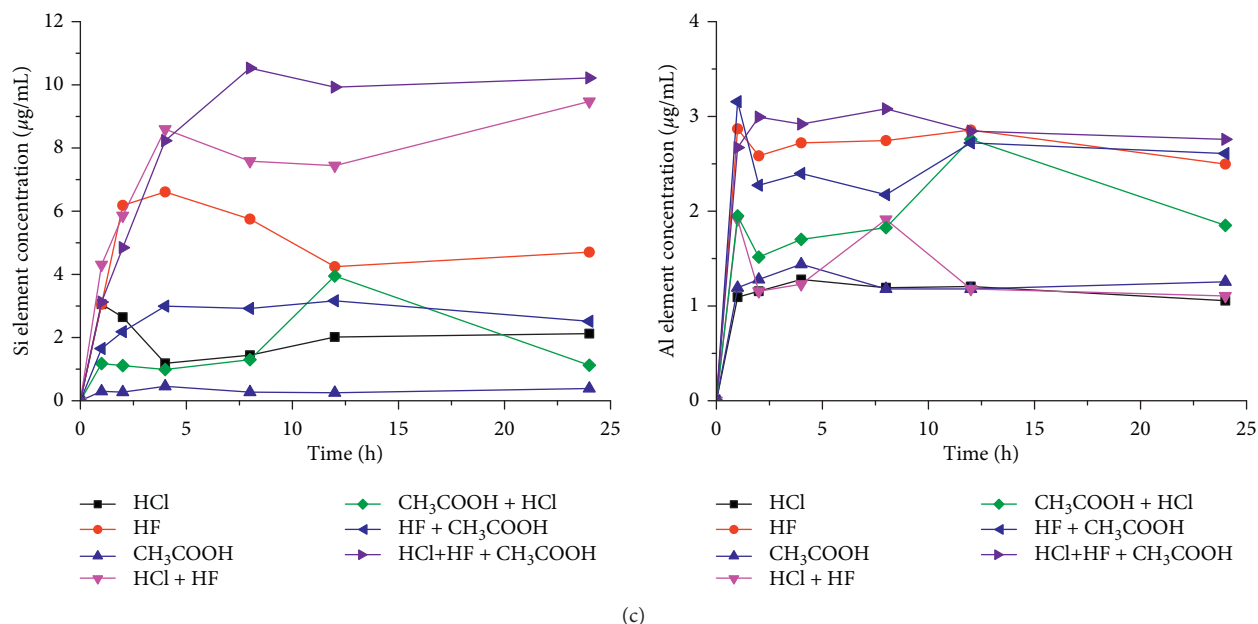 12
10
8
6
4
2
0
Si element concentration (μg/mL)
0 5 10 15 20 25
Time (h)
HCl
HF
CH₃COOH
HCl + HF
CH₃COOH + HCl
HF + CH₃COOH
HCl+HF + CH₃COOH
4
3
2
1
0
Al element concentration (μg/mL)
0 5 10 15 20 25
Time (h)
HCl
HF
CH₃COOH
HCl + HF
CH₃COOH + HCl
HF + CH₃COOH
HCl+HF + CH₃COOH
(c)